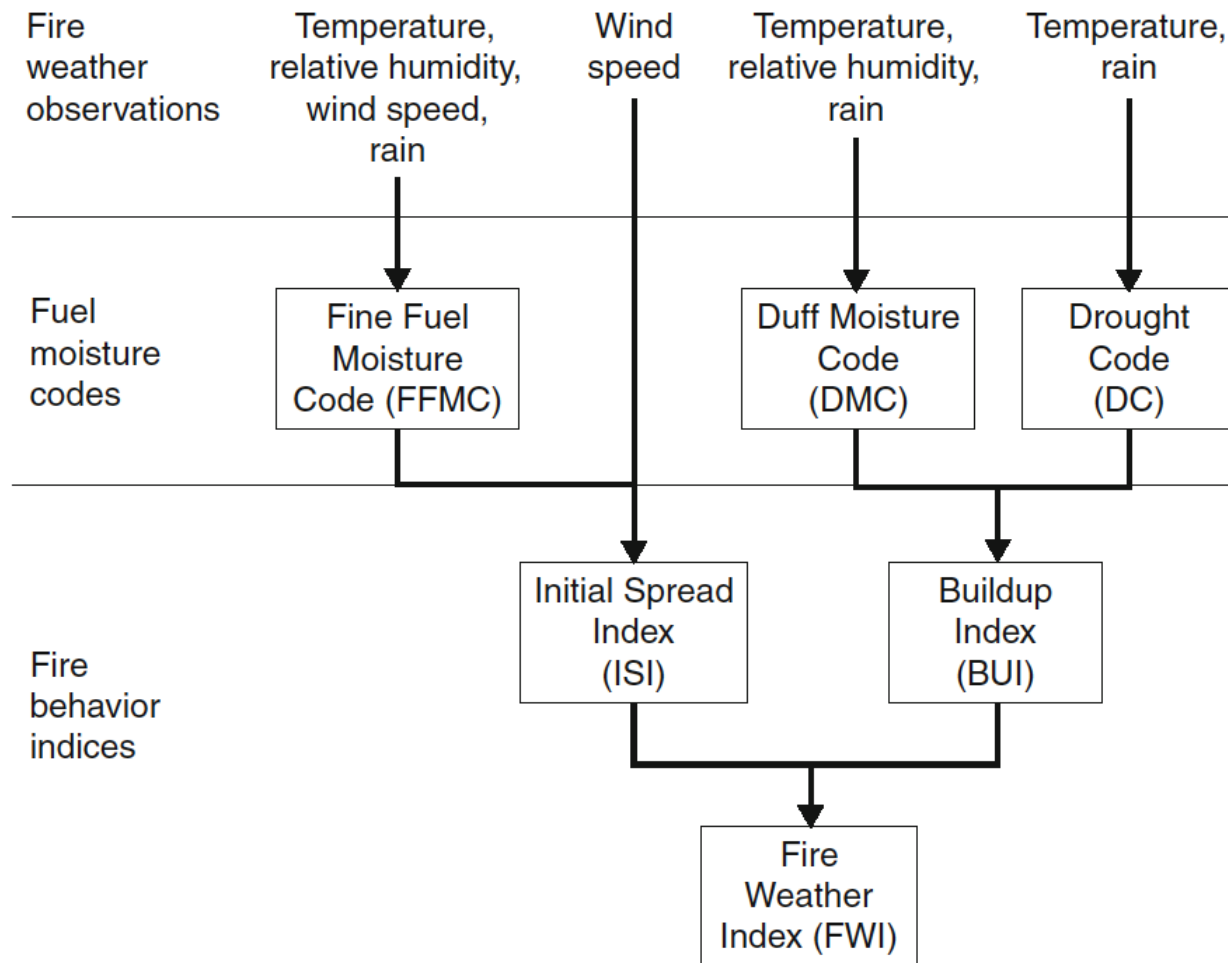 Fire
weather
observations
Temperature,
relative humidity,
wind speed,
rain
Wind
speed
Temperature,
relative humidity,
rain
Temperature,
rain
Fuel
moisture
codes
Fine Fuel
Moisture
Code (FFMC)
Duff Moisture
Code
(DMC)
Drought
Code
(DC)
Fire
behavior
indices
Initial Spread
Index
(ISI)
Buildup
Index
(BUI)
Fire
Weather
Index (FWI)